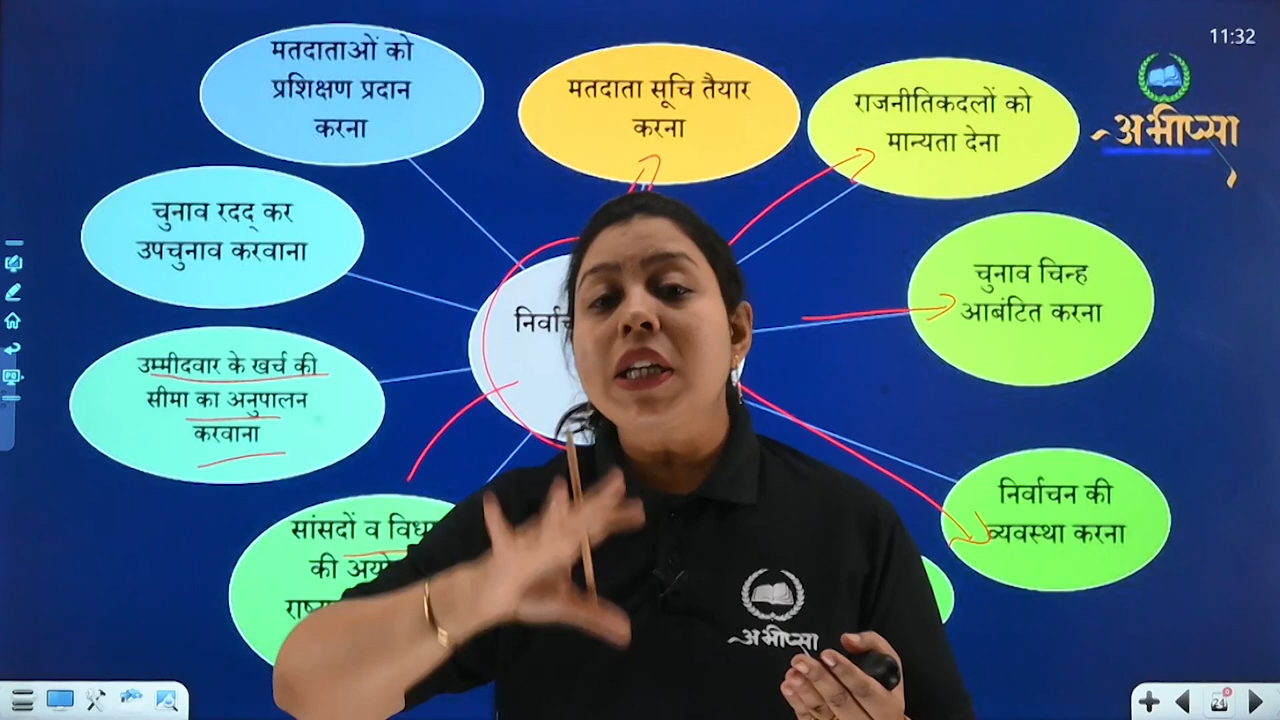 मतदाताओं को
प्रशिक्षण प्रदान
करना
मतदाता सूचि तैयार
करना
राजनीतिकदलों को
मान्यता देना
11:32
अभीप्सा
चुनाव रदद् कर
उपचुनाव करवाना
चुनाव चिन्ह
आबंटित करना
उम्मीदवार के खर्च की
सीमा का अनुपालन
करवाना
निर्वाचन की
व्यवस्था करना
सांसदों व
की
अभीप्सा
24